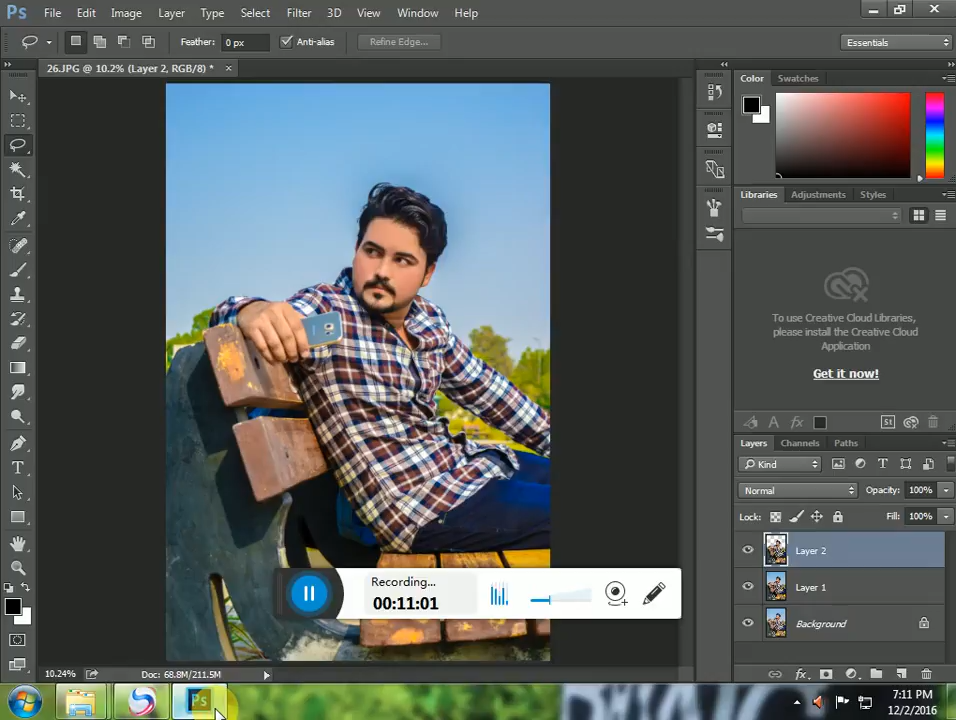 Ps File Edit Image Layer Type Select Filter 3D View Window Help
Feather: 0 px Anti-alias Refine Edge... Essentials
26.JPG @ 10.2% (Layer 2, RGB/8) * ×
Color Swatches
Libraries Adjustments Styles
To use Creative Cloud Libraries,
please install the Creative Cloud
Application
Get it now!
St
Layers Channels Paths
Kind
Normal Opacity: 100%
Lock: Fill: 100%
Layer 2
Layer 1
Background
Recording...
00:11:01
10.24% Doc: 68.8M/211.5M
Ps
7:11 PM
12/2/2016